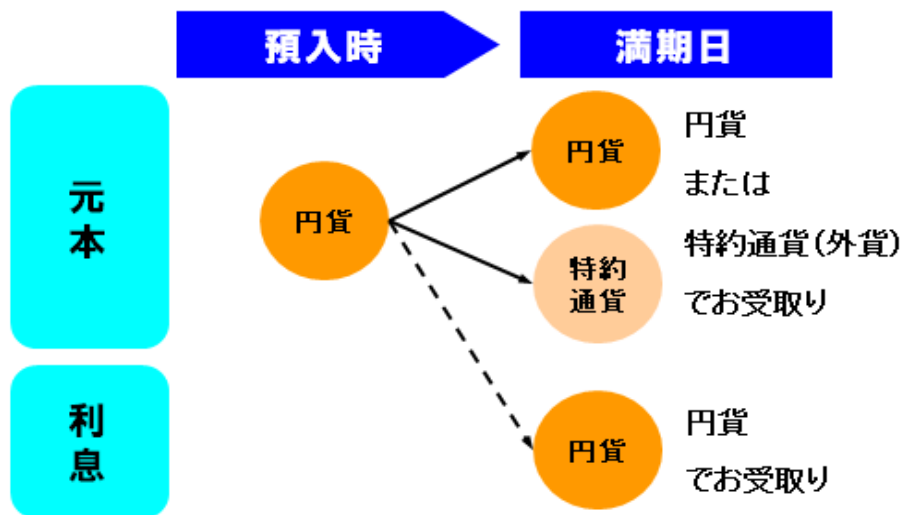 預入時
満期日
元本
円貨
円貨
特約
通貨
円貨
または
特約通貨(外貨)
でお受取り
利息
円貨
円貨
でお受取り